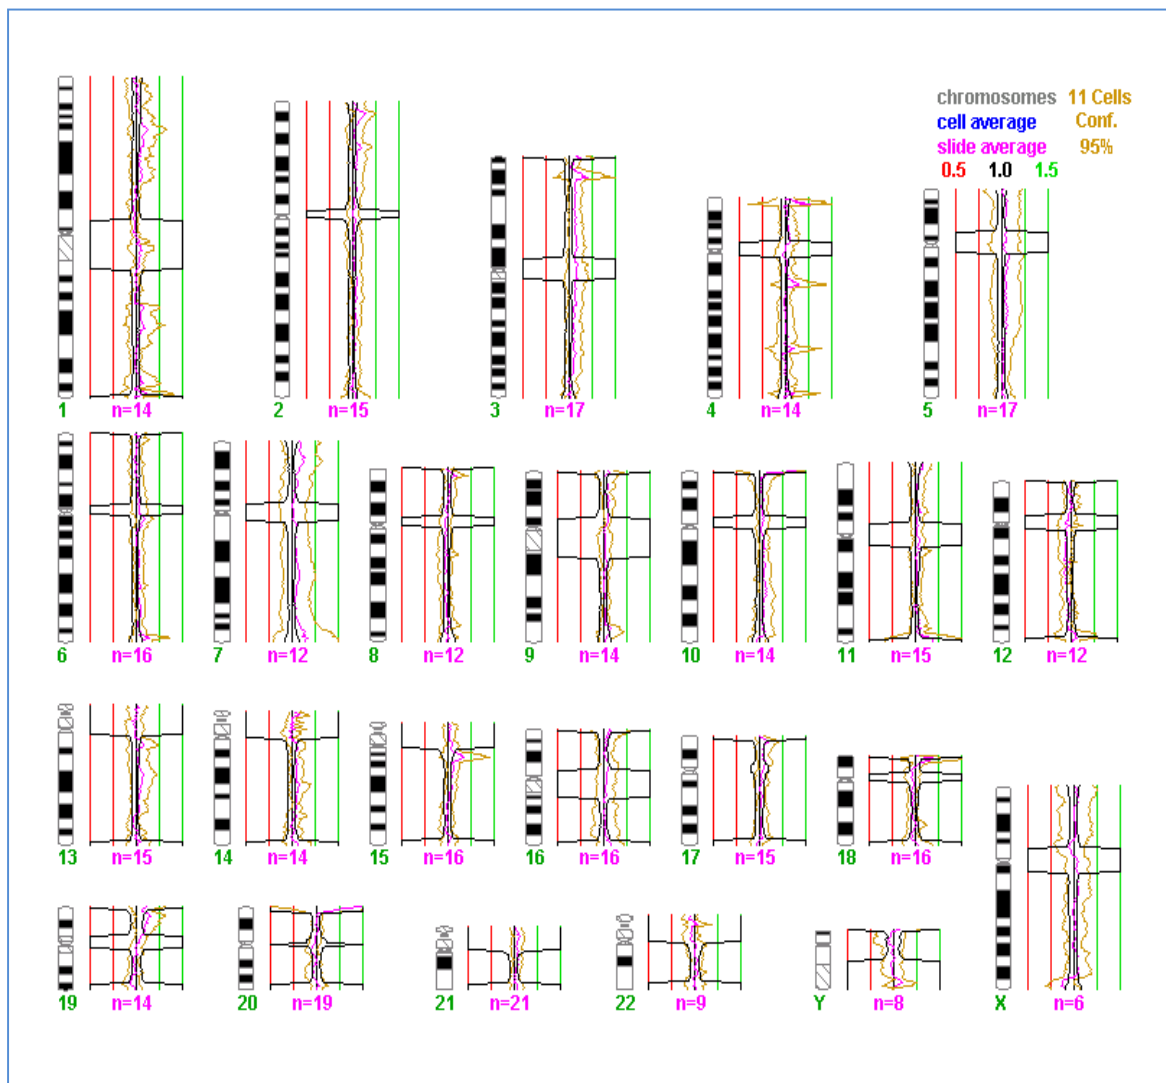 chromosomes 11 Cells
cell average Conf.
slide average 95%
0.5 1.0 1.5
1 n=14
2 n=15
3 n=17
4 n=14
5 n=17
6 n=16
7 n=12
8 n=12
9 n=14
10 n=14
11 n=15
12 n=12
13 n=15
14 n=14
15 n=16
16 n=16
17 n=15
18 n=16
19 n=14
20 n=19
21 n=21
22 n=9
Y n=8
X n=6